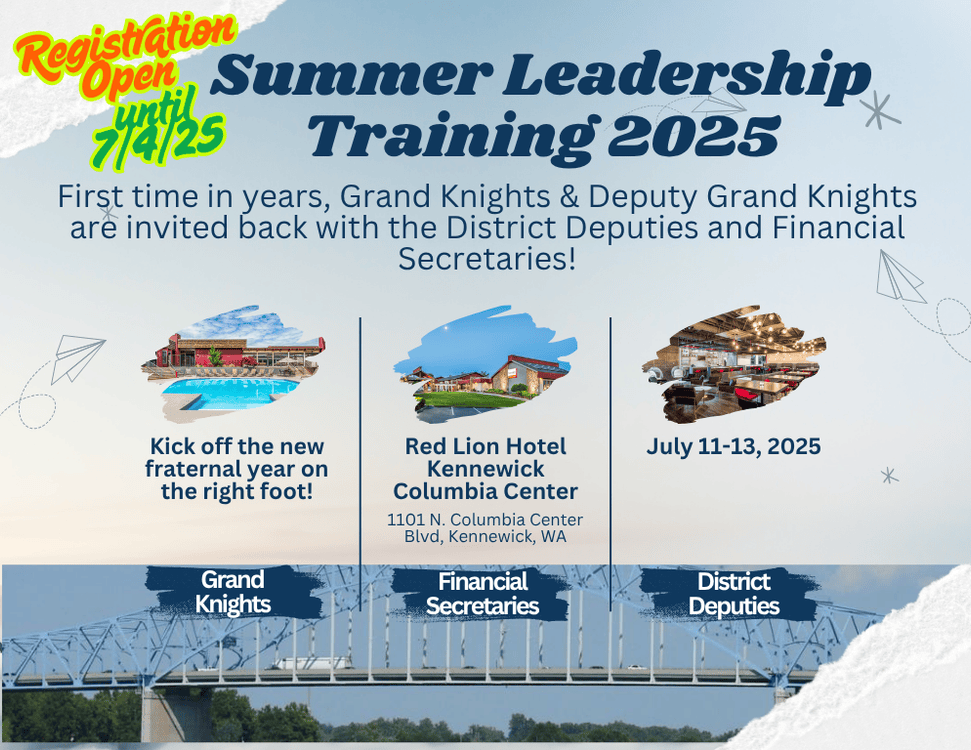 Registration
Open
until
7/4/25
Summer Leadership
Training 2025
First time in years, Grand Knights & Deputy Grand Knights
are invited back with the District Deputies and Financial
Secretaries!
Kick off the new
fraternal year on
the right foot!
Red Lion Hotel
Kennewick
Columbia Center
1101 N. Columbia Center
Blvd, Kennewick, WA
July 11-13, 2025
Grand
Knights
Financial
Secretaries
District
Deputies